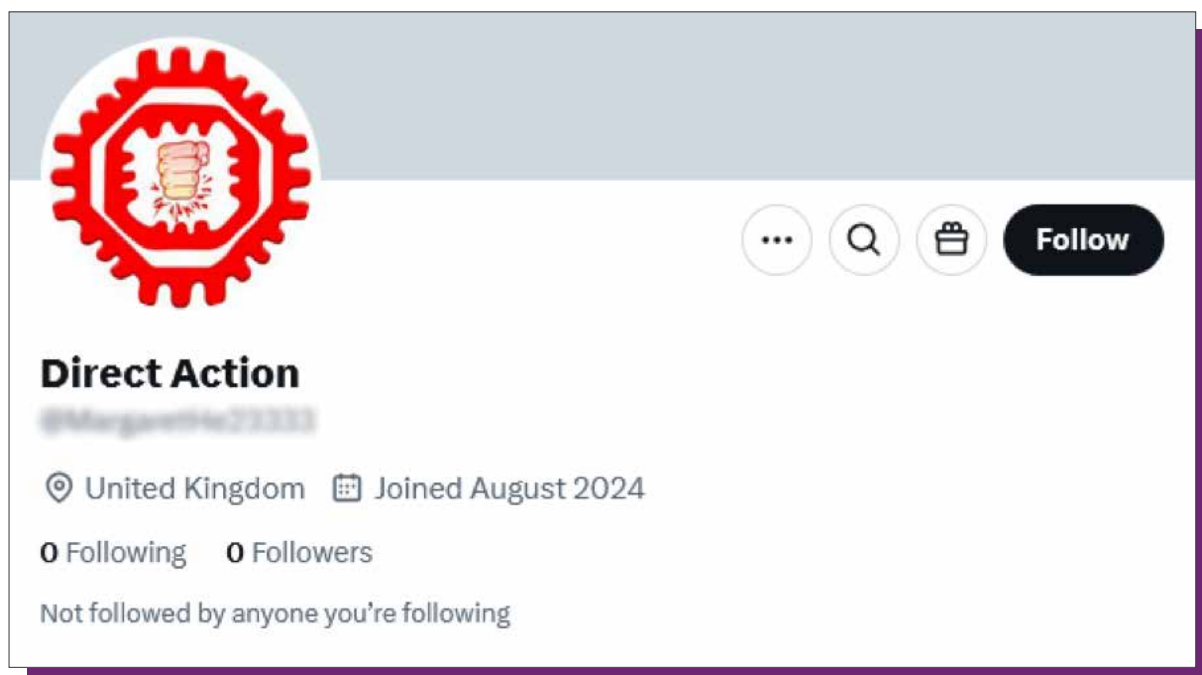 Follow
Direct Action
United Kingdom Joined August 2024
0 Following 0 Followers
Not followed by anyone you’re following